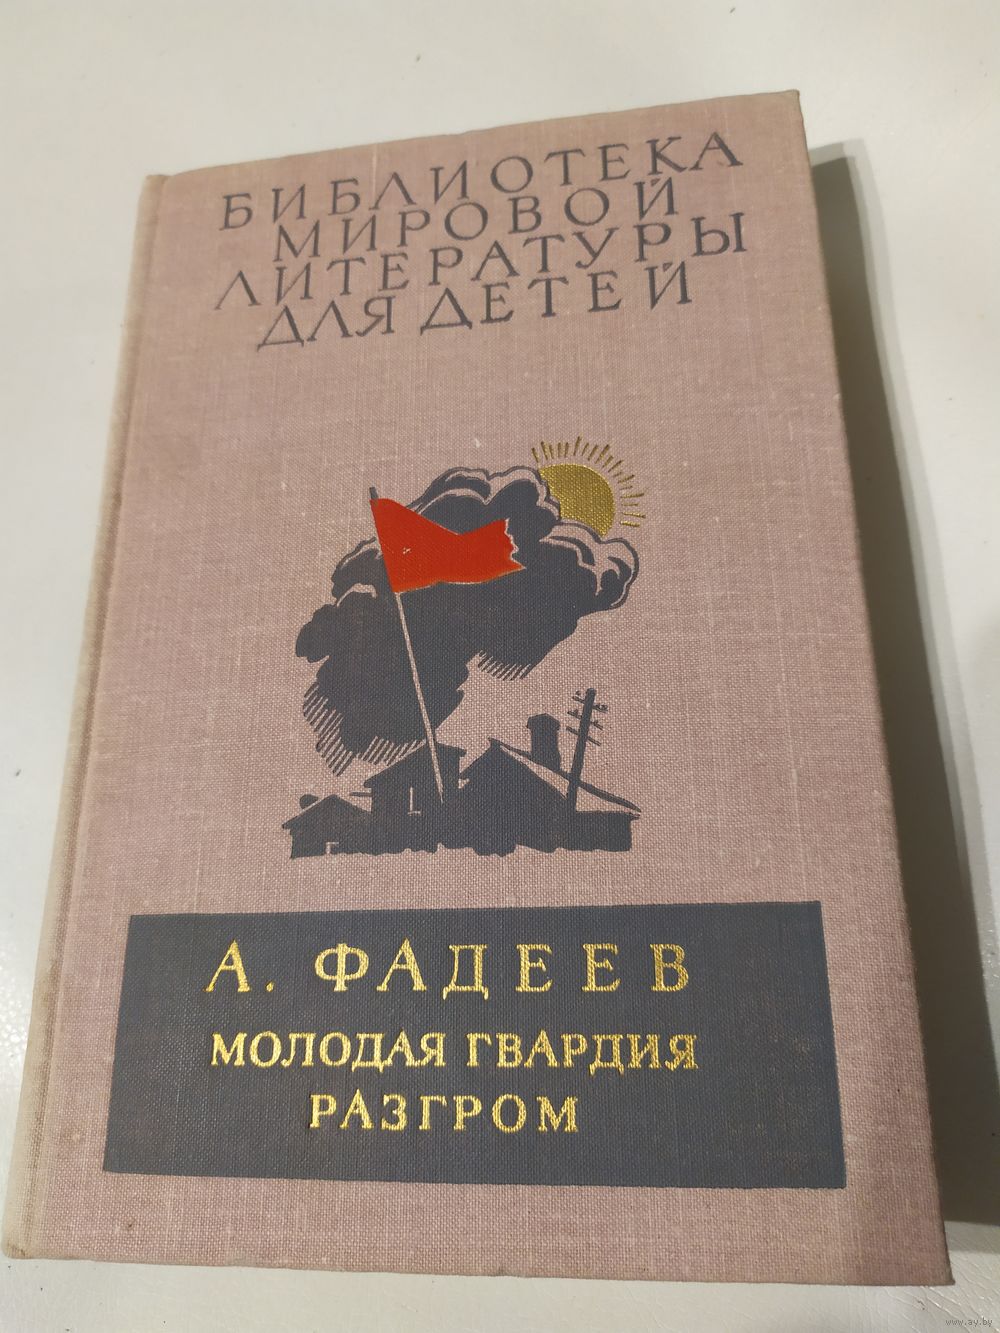 БИБЛИОТЕКА
МИРОВОЙ
ЛИТЕРАТУРЫ
ДЛЯ ДЕТЕЙ
А. ФАДЕЕВ
МОЛОДАЯ ГВАРДИЯ
РАЗГРОМ
www.ay.by